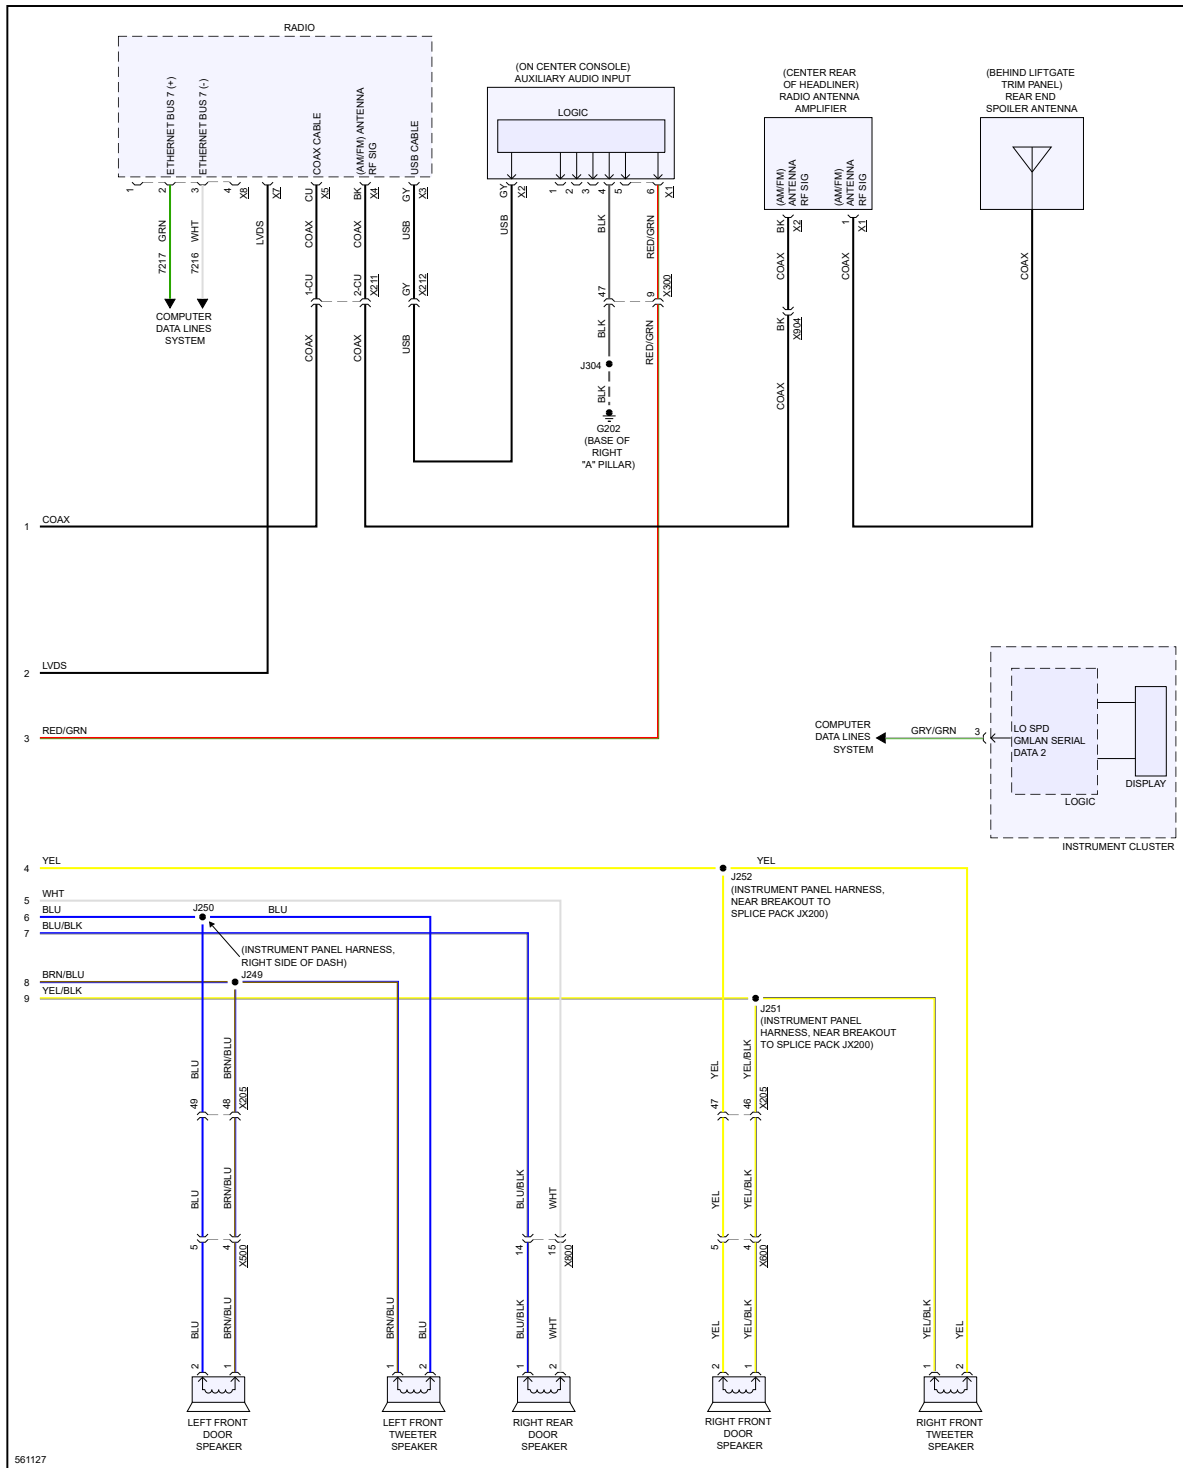 RADIO
ETHERNET BUS 7 (+)
ETHERNET BUS 7 (-)
COAX CABLE
(AM/FM) ANTENNA
RF SIG
USB CABLE
1
2
3
4
X8
X7
CU
X5
BK
X4
GY
X3
7217
GRN
7216
WHT
LVDS
COAX
COAX
USB
1-CU
2-CU
X211
GY
X212
COAX
COAX
USB
COMPUTER
DATA LINES
SYSTEM
(ON CENTER CONSOLE)
AUXILIARY AUDIO INPUT
LOGIC
GY
X2
USB
1
2
3
4
5
6
X1
BLK
RED/GRN
47
9
X300
BLK
RED/GRN
J304
BLK
G202
(BASE OF
RIGHT
"A" PILLAR)
(CENTER REAR
OF HEADLINER)
RADIO ANTENNA
AMPLIFIER
(AM/FM)
ANTENNA
RF SIG
(AM/FM)
ANTENNA
RF SIG
BK
X2
1
X1
COAX
COAX
BK
X904
COAX
(BEHIND LIFTGATE
TRIM PANEL)
REAR END
SPOILER ANTENNA
COAX
1 COAX
2 LVDS
3 RED/GRN
COMPUTER
DATA LINES
SYSTEM
GRY/GRN
3
LO SPD
GMLAN SERIAL
DATA 2
LOGIC
DISPLAY
INSTRUMENT CLUSTER
4 YEL
YEL
J252
(INSTRUMENT PANEL HARNESS,
NEAR BREAKOUT TO
SPLICE PACK JX200)
5 WHT
6 BLU
J250
BLU
7 BLU/BLK
(INSTRUMENT PANEL HARNESS,
RIGHT SIDE OF DASH)
8 BRN/BLU
J249
9 YEL/BLK
J251
(INSTRUMENT PANEL
HARNESS, NEAR BREAKOUT
TO SPLICE PACK JX200)
BLU
BRN/BLU
YEL
YEL/BLK
49
48
X205
47
46
X205
BLU
BRN/BLU
BLU/BLK
WHT
YEL
YEL/BLK
5
4
X500
14
15
X800
5
4
X600
BLU
BRN/BLU
BRN/BLU
BLU
BLU/BLK
WHT
YEL
YEL/BLK
YEL/BLK
YEL
2
1
1
2
1
2
2
1
1
2
LEFT FRONT
DOOR
SPEAKER
LEFT FRONT
TWEETER
SPEAKER
RIGHT REAR
DOOR
SPEAKER
RIGHT FRONT
DOOR
SPEAKER
RIGHT FRONT
TWEETER
SPEAKER
561127